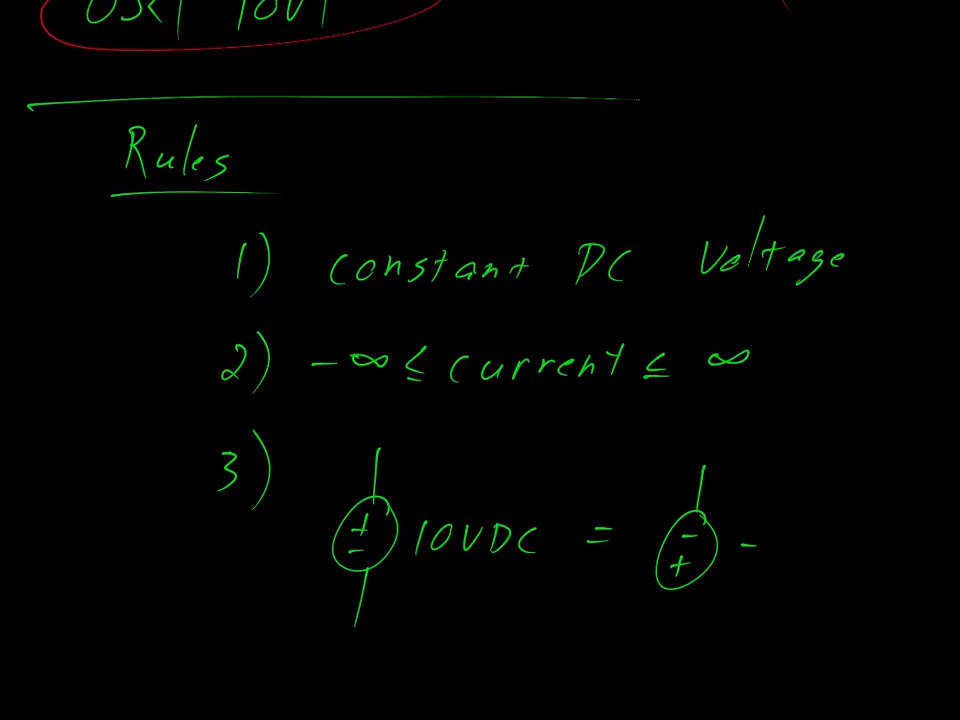 Rules
1) constant DC voltage
2) -∞ ≤ current ≤ ∞
3) + - 10VDC = - + -